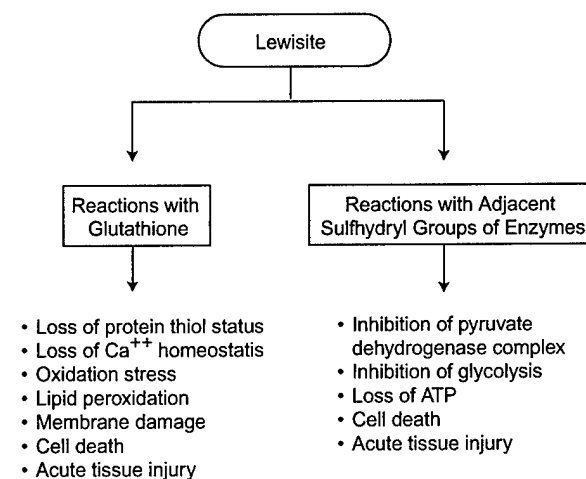 Lewisite
Reactions with
Glutathione
Reactions with Adjacent
Sulfhydryl Groups of Enzymes
• Loss of protein thiol status
• Loss of Ca++ homeostatis
• Oxidation stress
• Lipid peroxidation
• Membrane damage
• Cell death
• Acute tissue injury
• Inhibition of pyruvate
dehydrogenase complex
• Inhibition of glycolysis
• Loss of ATP
• Cell death
• Acute tissue injury